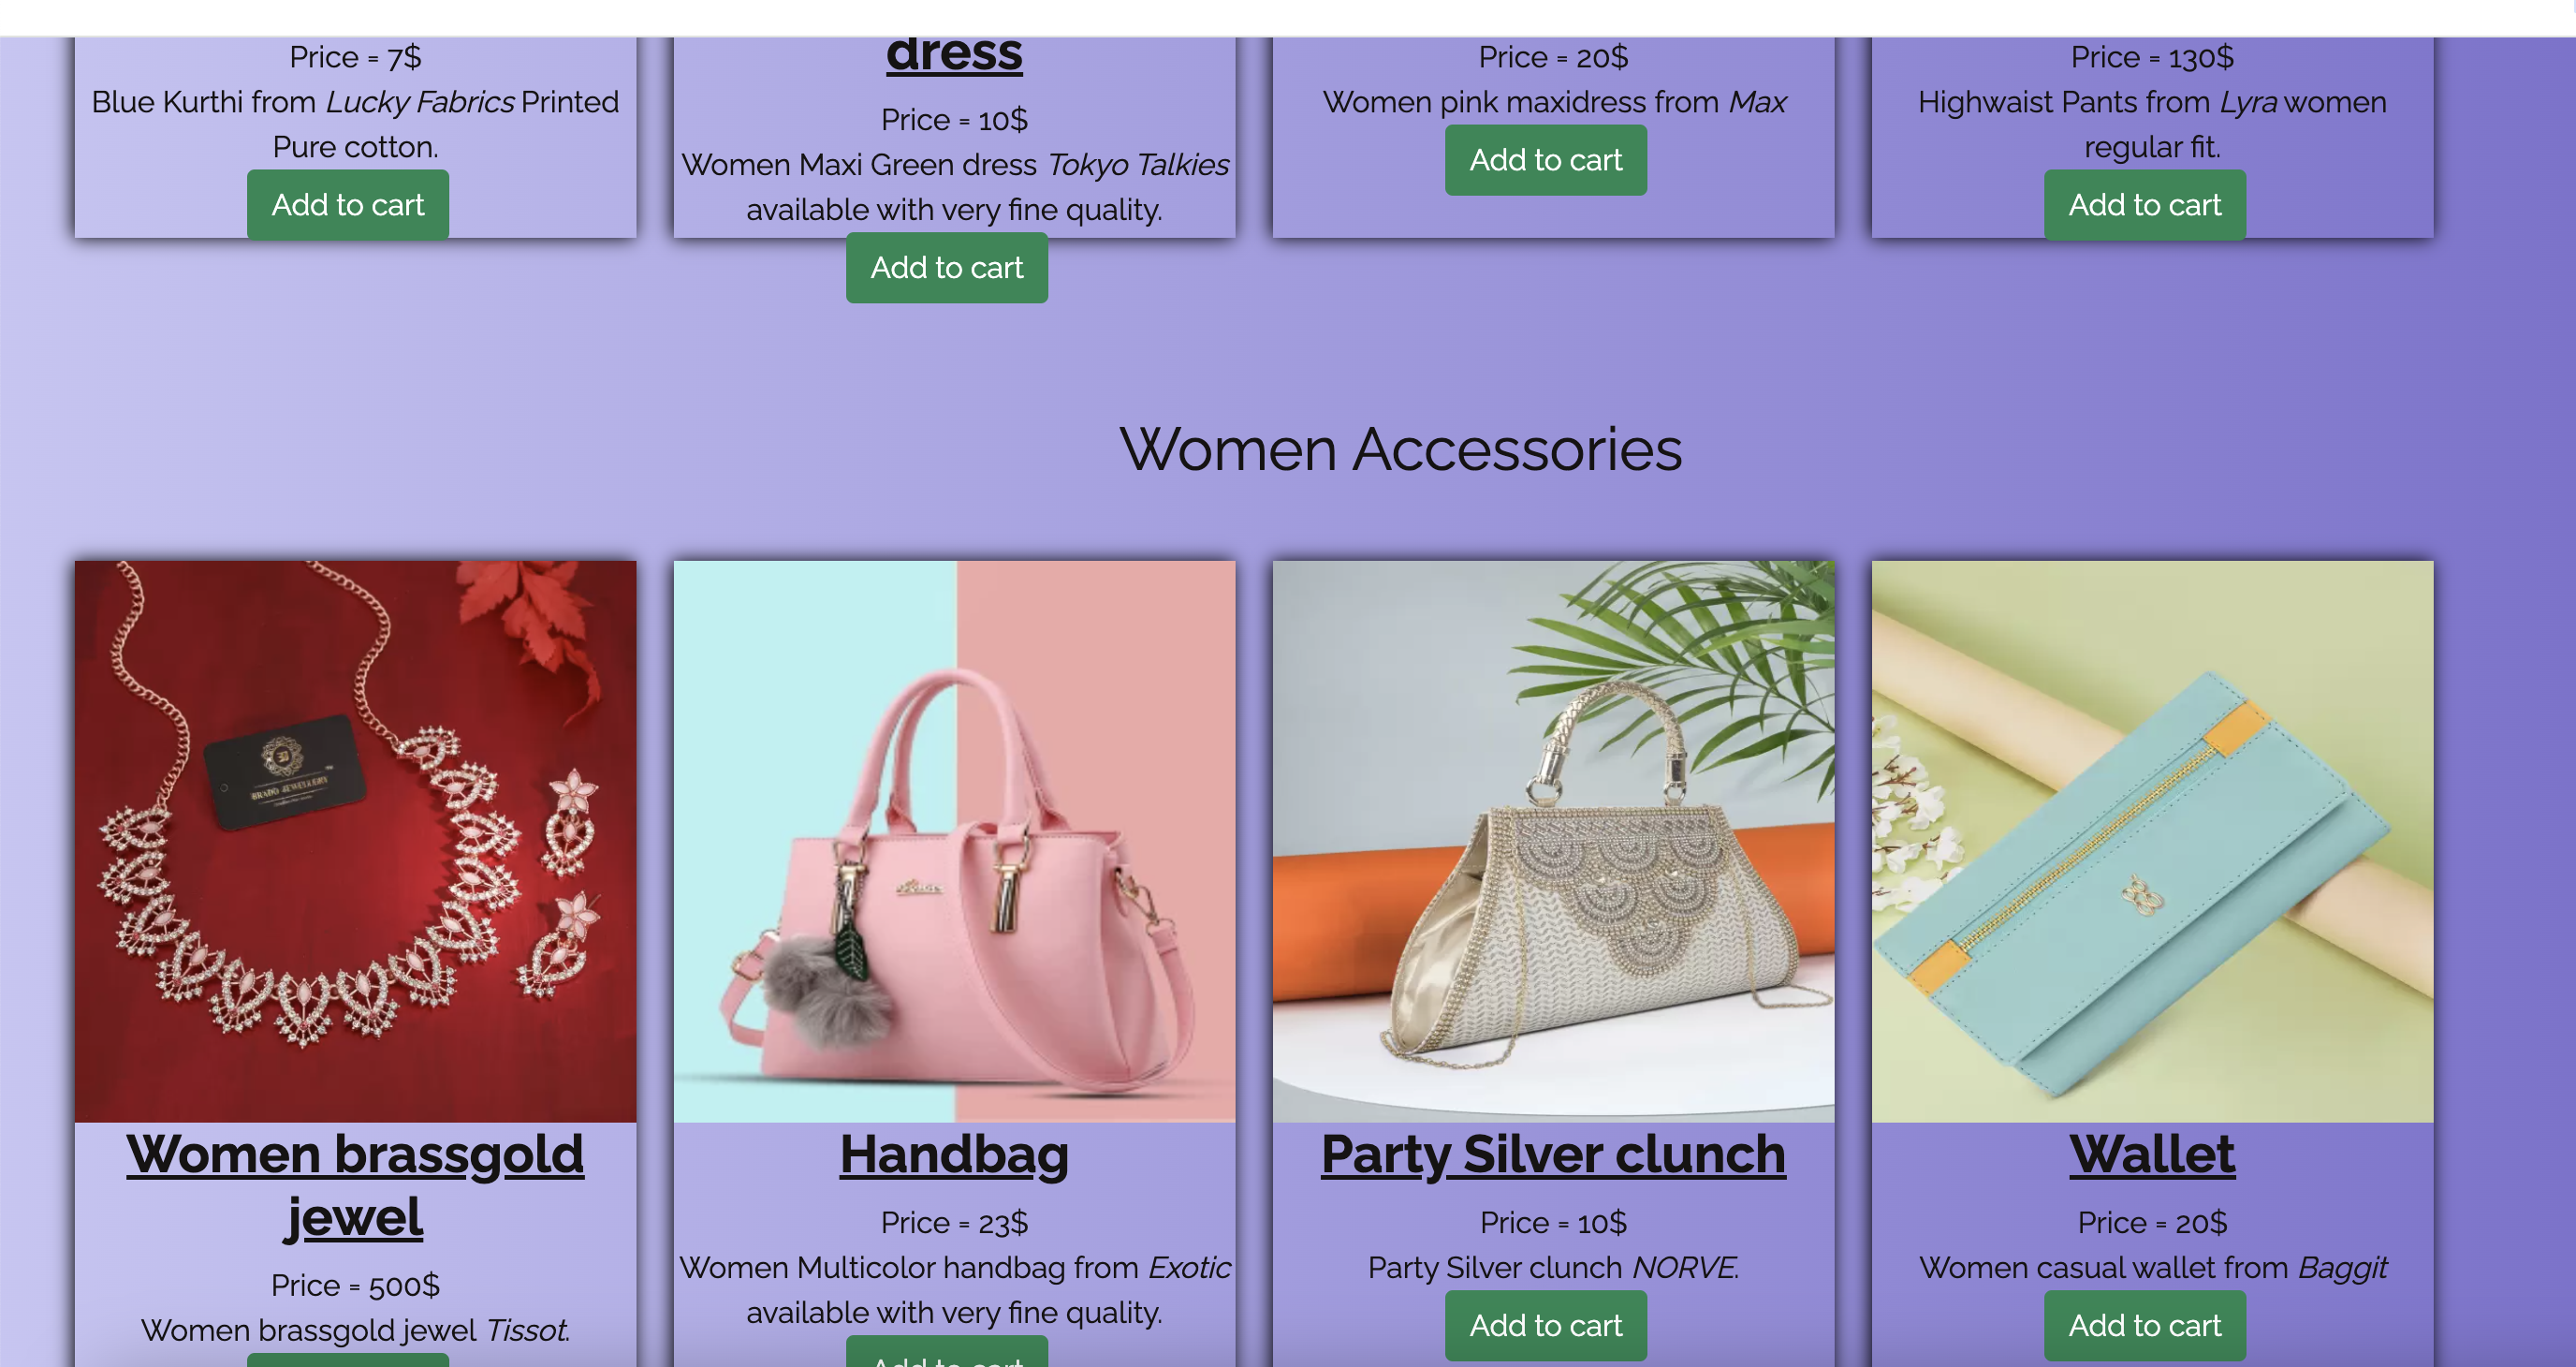 Price = 7$
Blue Kurthi from Lucky Fabrics Printed
Pure cotton.
Add to cart
dress
Price = 10$
Women Maxi Green dress Tokyo Talkies
available with very fine quality.
Add to cart
Price = 20$
Women pink maxidress from Max
Add to cart
Price = 130$
Highwaist Pants from Lyra women
regular fit.
Add to cart
Women Accessories
Women brassgold
jewel
Price = 500$
Women brassgold jewel Tissot.
Handbag
Price = 23$
Women Multicolor handbag from Exotic
available with very fine quality.
Add to cart
Party Silver clunch
Price = 10$
Party Silver clunch NORVE.
Add to cart
Wallet
Price = 20$
Women casual wallet from Baggit
Add to cart